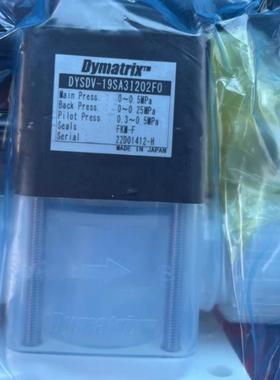 Dymatrix™
DYSDV-19SA31202F0
Main Press. 0~0.5MPa
Back Press 0~0.25MPa
Pilot Press 0.3~0.5MPa
Seals FKM-F
Serial 22D01412-H
MADE IN JAPAN
Dymatrix™